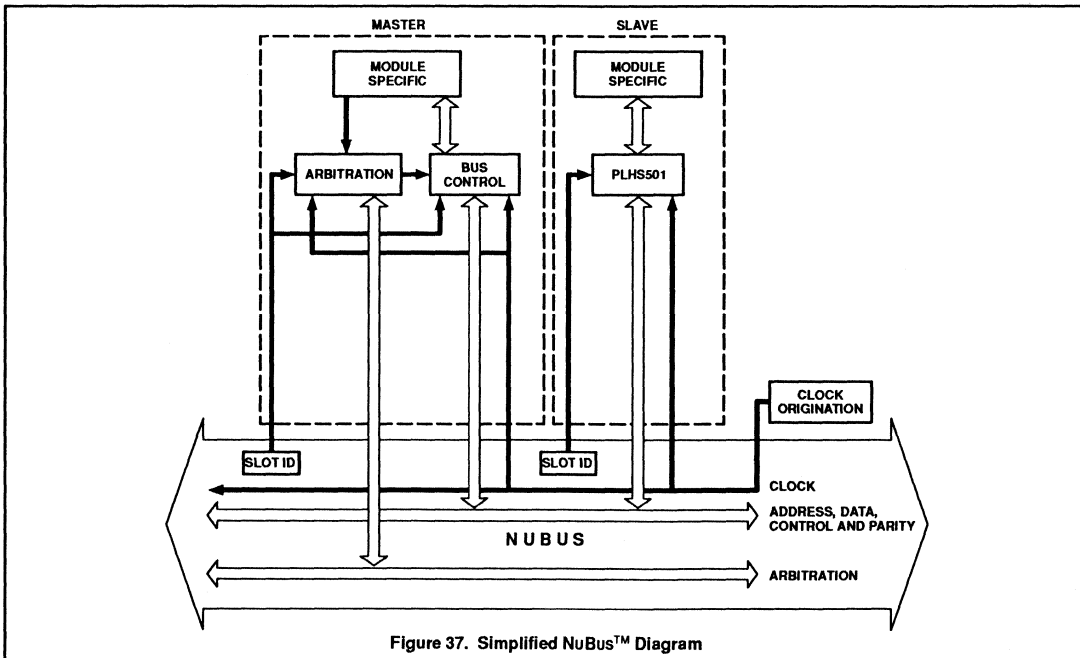 MASTER
SLAVE
MODULE
SPECIFIC
MODULE
SPECIFIC
ARBITRATION
BUS
CONTROL
PLHS501
CLOCK
ORIGINATION
SLOT ID
SLOT ID
CLOCK
ADDRESS, DATA,
CONTROL AND PARITY
NUBUS
ARBITRATION
Figure 37. Simplified NuBus™ Diagram